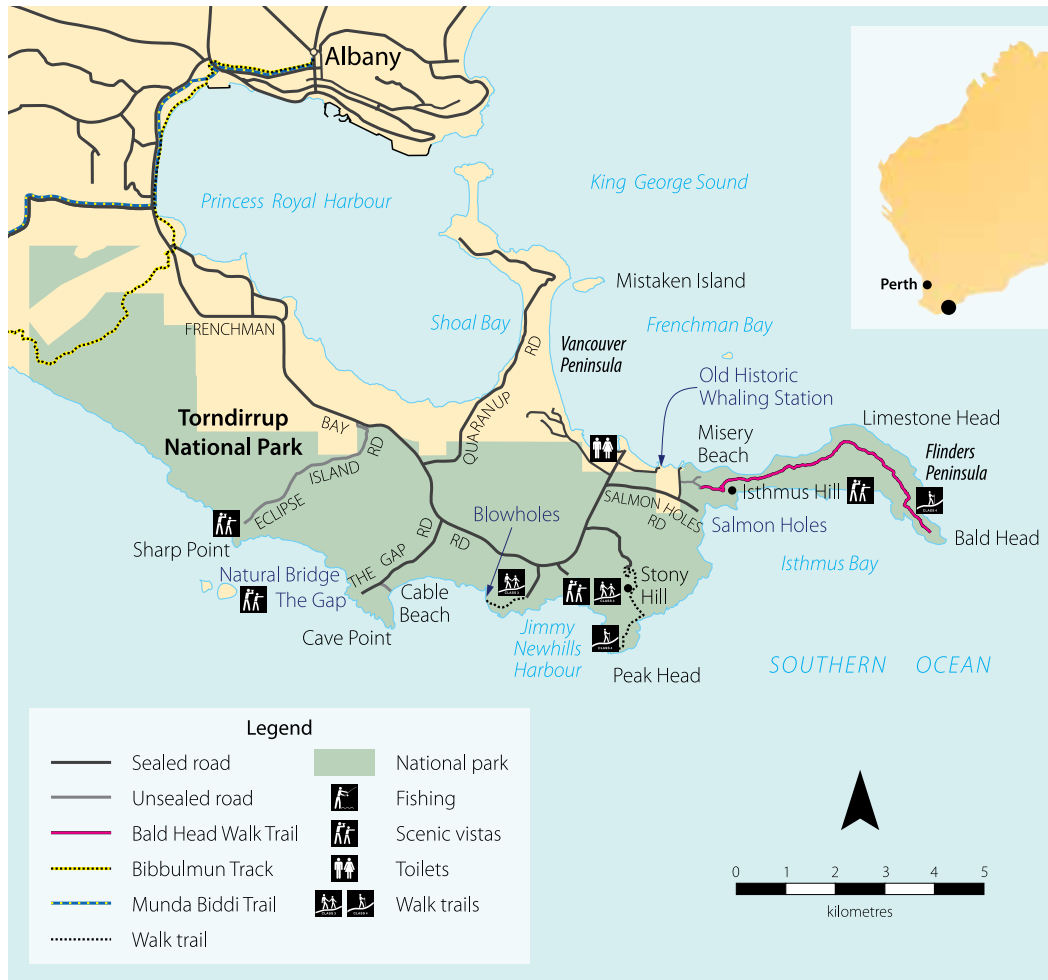 Albany
King George Sound
Princess Royal Harbour
Perth
Mistaken Island
Shoal Bay
Frenchman Bay
FRENCHMAN
BAY
RD
Vancouver
Peninsula
QUARANUP
RD
Old Historic
Whaling Station
Torndirrup
National Park
Misery
Beach
Limestone Head
Flinders
Peninsula
ECLIPSE ISLAND
RD
Isthmus Hill
SALMON HOLES
RD
Salmon Holes
Blowholes
Bald Head
Sharp Point
Isthmus Bay
THE GAP RD
Natural Bridge
The Gap
Cable
Beach
Stony
Hill
Cave Point
Jimmy
Newhills
Harbour
Peak Head
SOUTHERN OCEAN
Legend
Sealed road
National park
Unsealed road
Fishing
Bald Head Walk Trail
Scenic vistas
Bibbulmun Track
Toilets
Munda Biddi Trail
Walk trails
Walk trail
0 1 2 3 4 5
kilometres